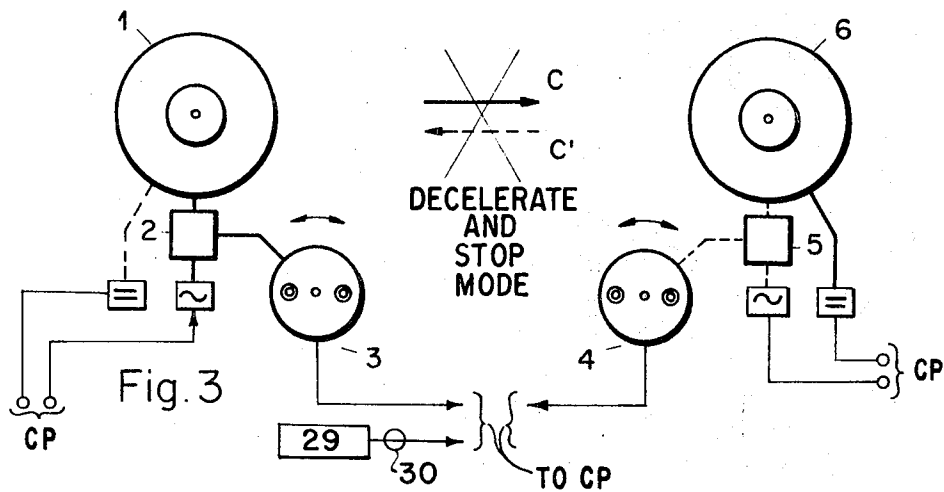 1
6
C
C'
DECELERATE
AND
STOP
MODE
2
5
=
~
~
=
3
4
Fig. 3
CP
CP
29
30
TO CP